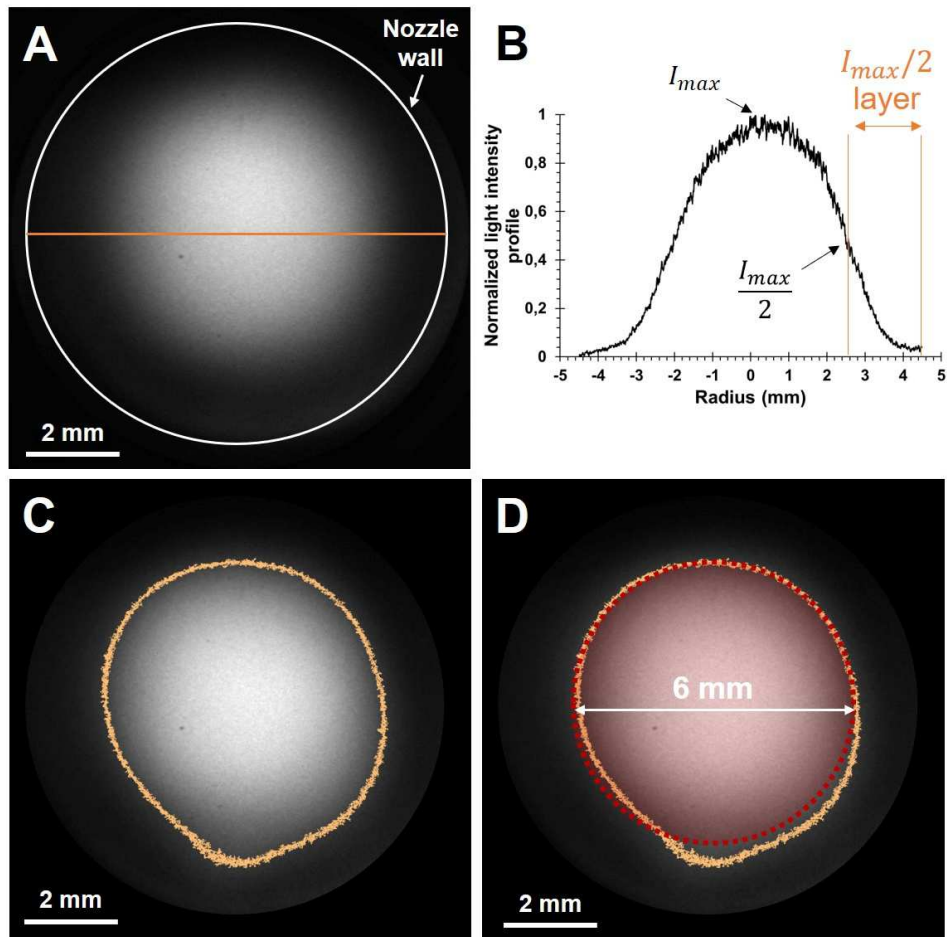 A
Nozzle
wall
2 mm
B
I_max
I_max/2
layer
Normalized light intensity
profile
1
0,8
0,6
0,4
0,2
0
I_max
2
-5 -4 -3 -2 -1 0 1 2 3 4 5
Radius (mm)
C
2 mm
D
6 mm
2 mm